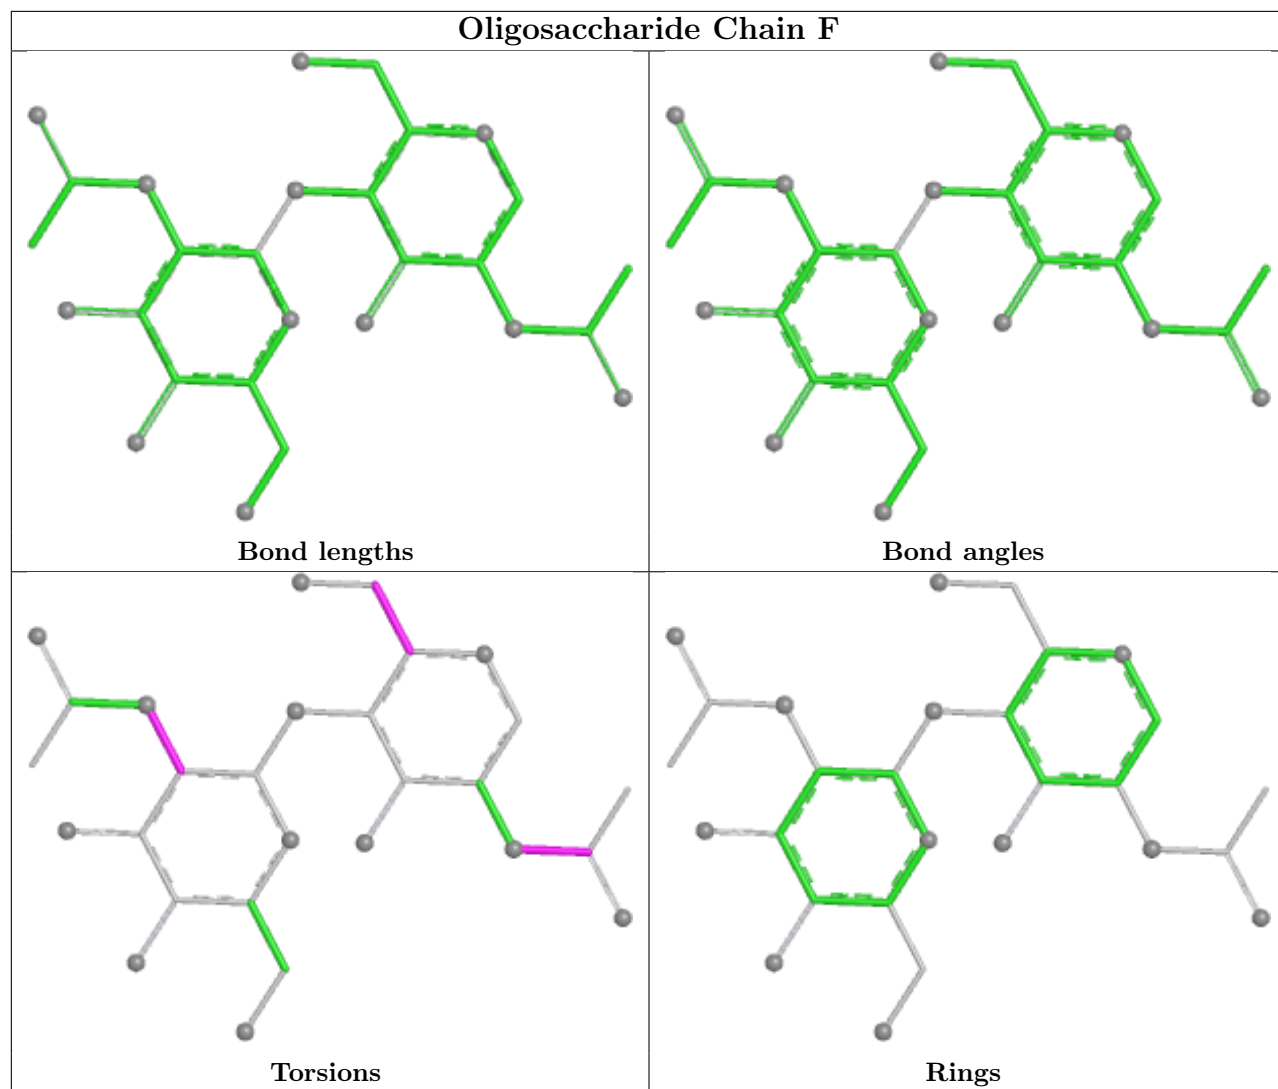 Oligosaccharide Chain F
Bond lengths
Bond angles
Torsions
Rings